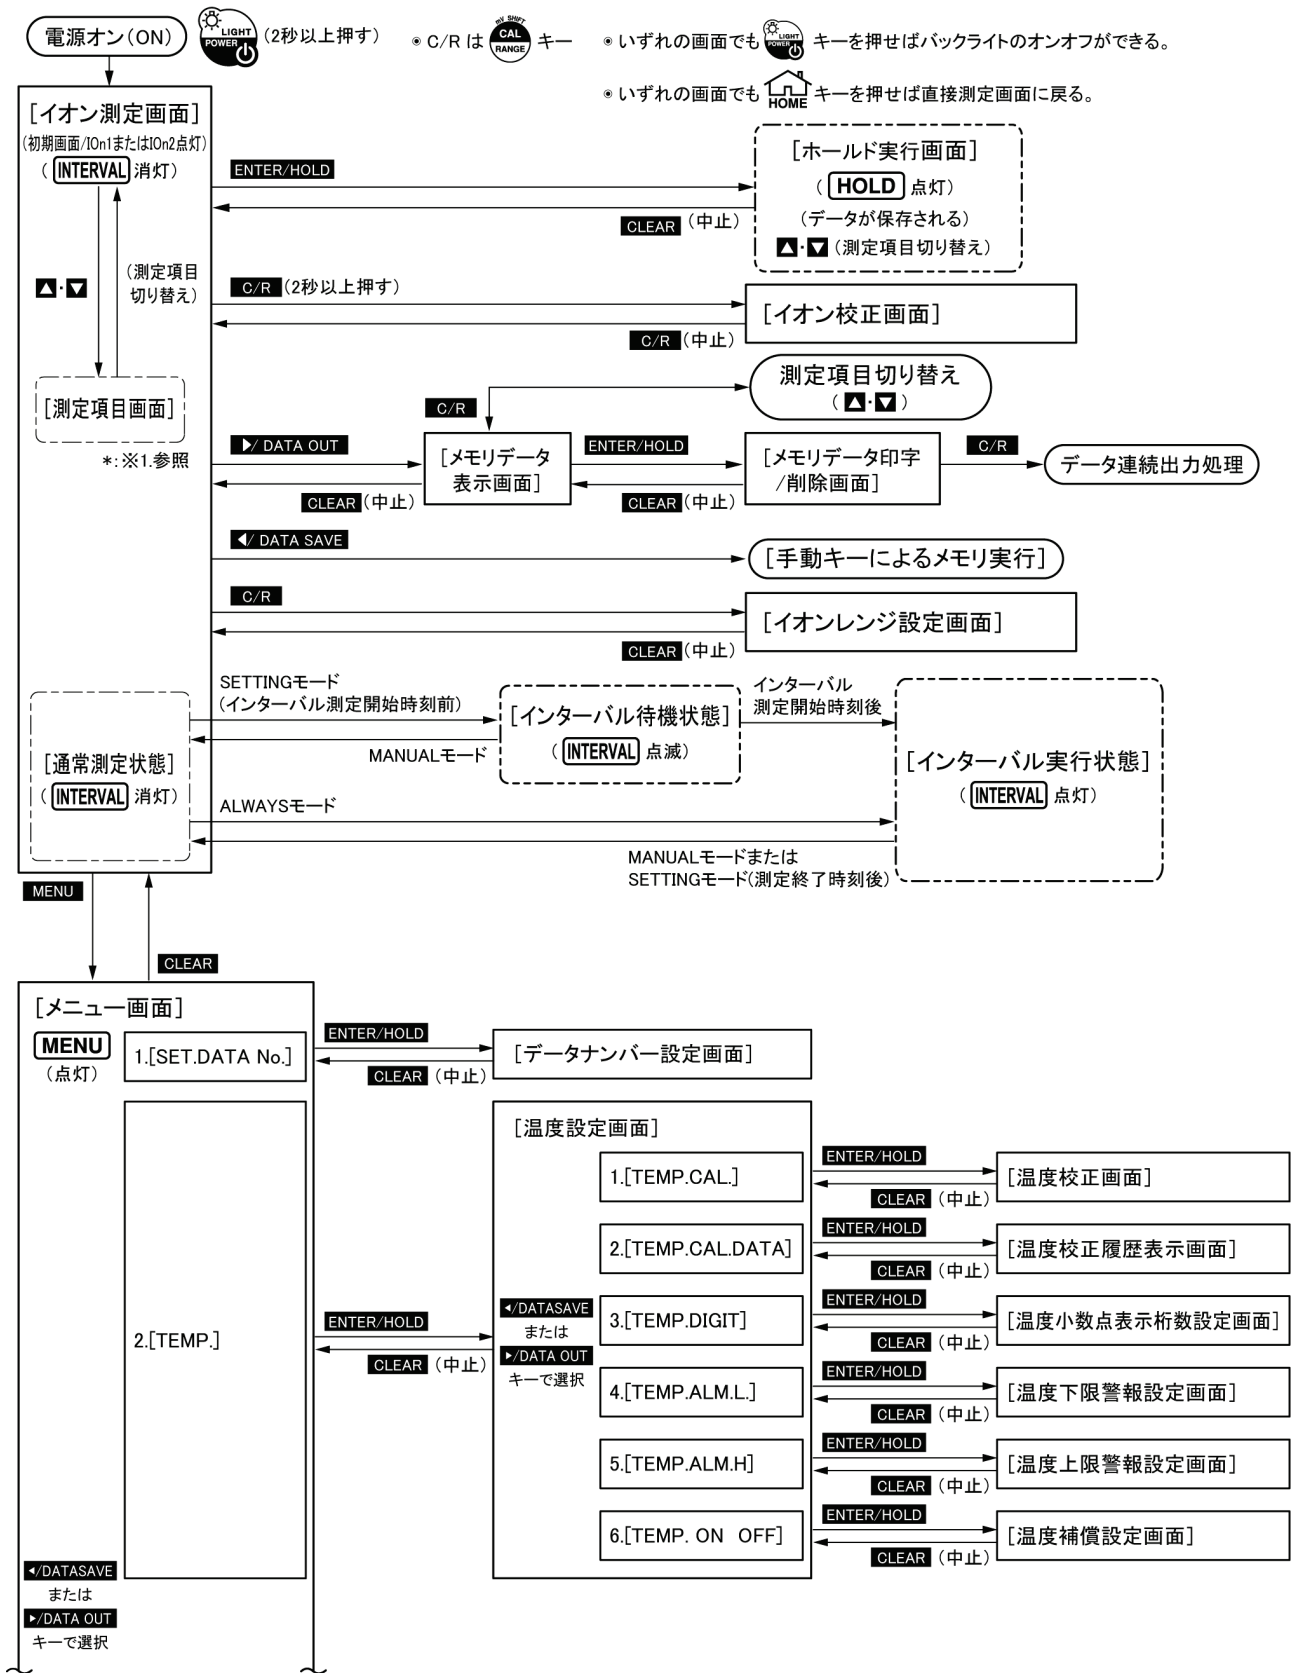 電源オン(ON)
LIGHT
POWER
(2秒以上押す)
◉ C/R は
mV SHIFT
CAL
RANGE
キー
◉ いずれの画面でも
LIGHT
POWER
キーを押せばバックライトのオンオフができる。
◉ いずれの画面でも
HOME
キーを押せば直接測定画面に戻る。
[イオン測定画面]
(初期画面/IOn1またはIOn2点灯)
( INTERVAL 消灯)
ENTER/HOLD
CLEAR (中止)
[ホールド実行画面]
( HOLD 点灯)
(データが保存される)
▲・▼ (測定項目切り替え)
▲・▼
(測定項目
切り替え)
C/R (2秒以上押す)
C/R (中止)
[イオン校正画面]
[測定項目画面]
*:※1.参照
C/R
測定項目切り替え
( ▲・▼ )
▶/ DATA OUT
CLEAR (中止)
[メモリデータ
表示画面]
ENTER/HOLD
CLEAR (中止)
[メモリデータ印字
/削除画面]
C/R
データ連続出力処理
◀/ DATA SAVE
[手動キーによるメモリ実行]
C/R
CLEAR (中止)
[イオンレンジ設定画面]
SETTINGモード
(インターバル測定開始時刻前)
MANUALモード
[インターバル待機状態]
( INTERVAL 点滅)
インターバル
測定開始時刻後
[インターバル実行状態]
( INTERVAL 点灯)
[通常測定状態]
( INTERVAL 消灯)
ALWAYSモード
MANUALモードまたは
SETTINGモード(測定終了時刻後)
MENU
CLEAR
[メニュー画面]
MENU
(点灯)
1.[SET.DATA No.]
ENTER/HOLD
CLEAR (中止)
[データナンバー設定画面]
2.[TEMP.]
ENTER/HOLD
CLEAR (中止)
[温度設定画面]
◀/DATASAVE
または
▶/DATA OUT
キーで選択
1.[TEMP.CAL.]
ENTER/HOLD
CLEAR (中止)
[温度校正画面]
2.[TEMP.CAL.DATA]
ENTER/HOLD
CLEAR (中止)
[温度校正履歴表示画面]
3.[TEMP.DIGIT]
ENTER/HOLD
CLEAR (中止)
[温度小数点表示桁数設定画面]
4.[TEMP.ALM.L.]
ENTER/HOLD
CLEAR (中止)
[温度下限警報設定画面]
5.[TEMP.ALM.H]
ENTER/HOLD
CLEAR (中止)
[温度上限警報設定画面]
6.[TEMP. ON OFF]
ENTER/HOLD
CLEAR (中止)
[温度補償設定画面]
◀/DATASAVE
または
▶/DATA OUT
キーで選択